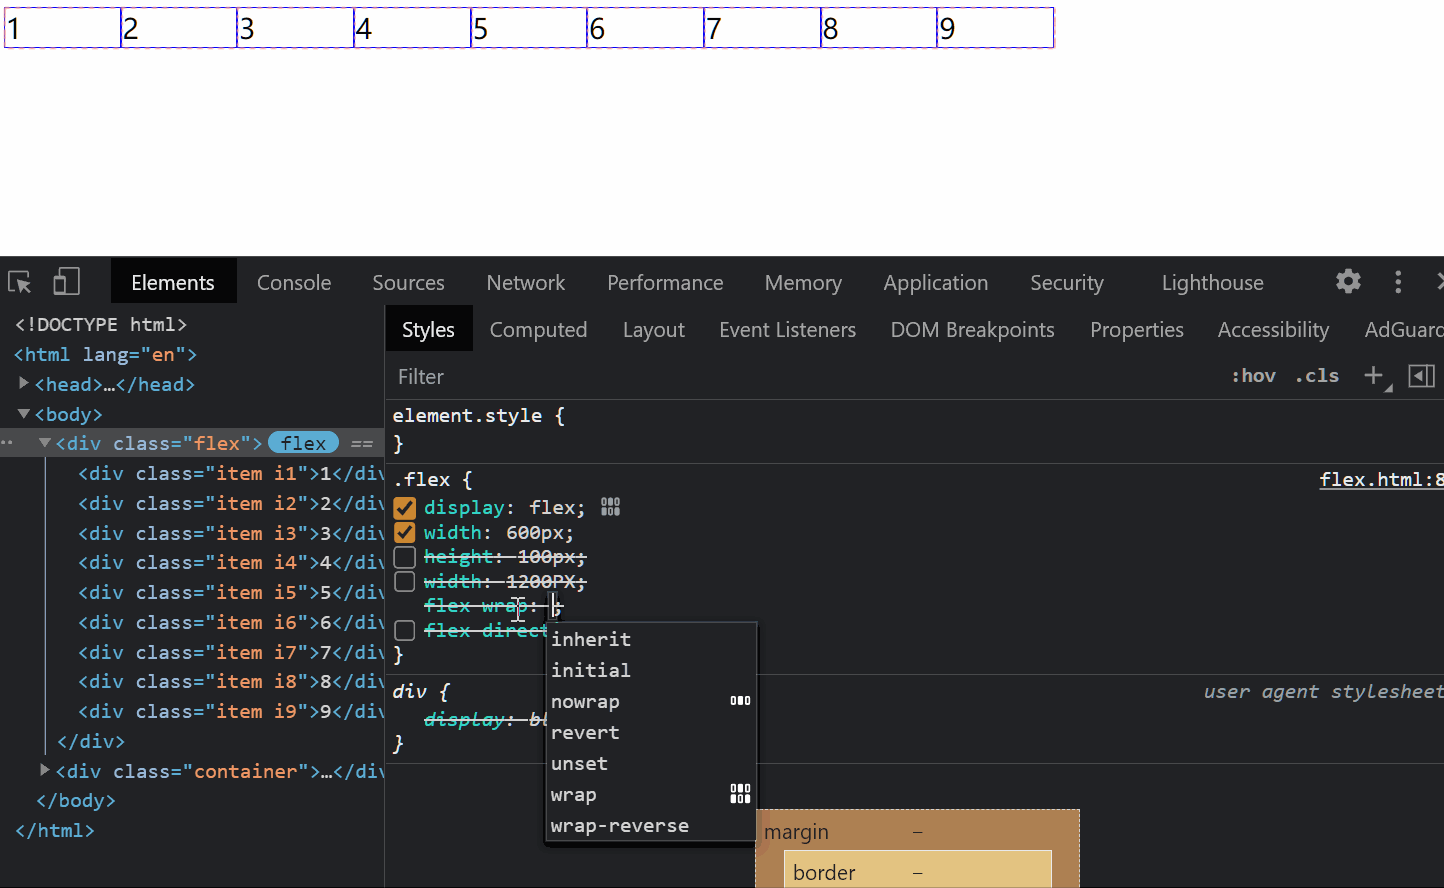 1 2 3 4 5 6 7 8 9
Elements Console Sources Network Performance Memory Application Security Lighthouse
<!DOCTYPE html>
<html lang="en">
<head>…</head>
<body>
<div class="flex"> flex ==
<div class="item i1">1</div
<div class="item i2">2</div
<div class="item i3">3</div
<div class="item i4">4</div
<div class="item i5">5</div
<div class="item i6">6</div
<div class="item i7">7</div
<div class="item i8">8</div
<div class="item i9">9</div
</div>
<div class="container">…</div
</body>
</html>
Styles Computed Layout Event Listeners DOM Breakpoints Properties Accessibility AdGuard
Filter :hov .cls
element.style {
}
.flex { flex.html:8
display: flex;
width: 600px;
height: 100px;
width: 1200PX;
flex wrap: ;
flex direct
}
inherit
initial
nowrap
revert
unset
wrap
wrap-reverse
div { user agent stylesheet
display: bl
}
margin –
border –